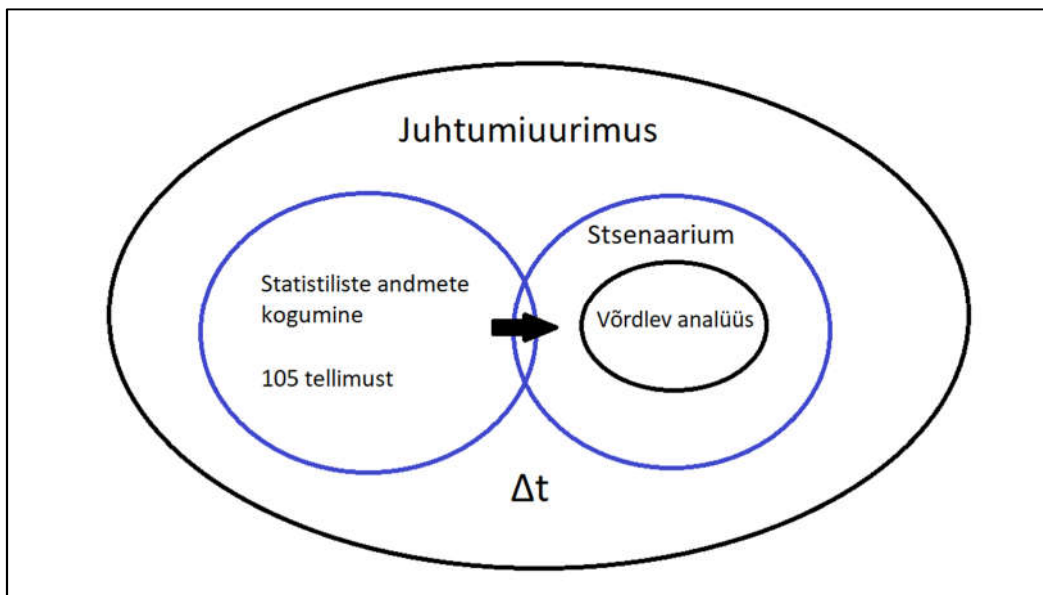 Juhtumiuurimus
Statistiliste andmete
kogumine
105 tellimust
Stsenaarium
Võrdlev analüüs
Δt